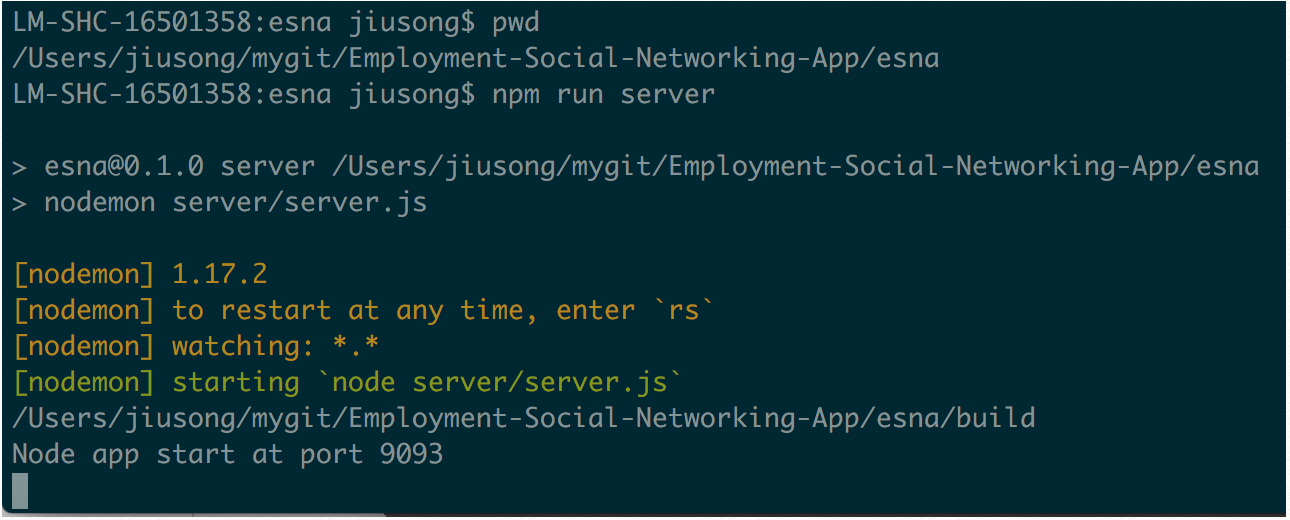 LM-SHC-16501358:esna jiusong$ pwd
/Users/jiusong/mygit/Employment-Social-Networking-App/esna
LM-SHC-16501358:esna jiusong$ npm run server
> esna@0.1.0 server /Users/jiusong/mygit/Employment-Social-Networking-App/esna
> nodemon server/server.js
[nodemon] 1.17.2
[nodemon] to restart at any time, enter `rs`
[nodemon] watching: *.*
[nodemon] starting `node server/server.js`
/Users/jiusong/mygit/Employment-Social-Networking-App/esna/build
Node app start at port 9093